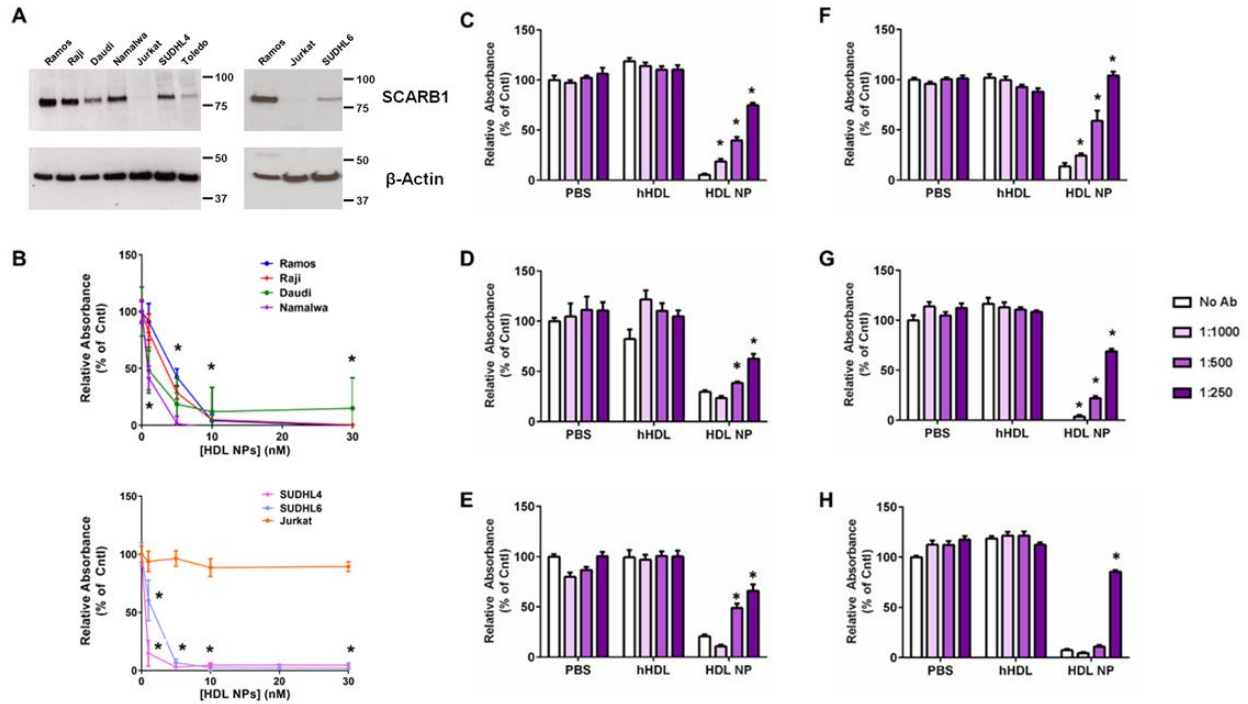 A
Ramos
Raji
Daudi
Namalwa
Jurkat
SUDHL4
Toledo
100
75
50
37
Ramos
Jurkat
SUDHL6
100
75
50
37
SCARB1
β-Actin
B
Relative Absorbance
(% of Cntl)
150
100
50
0
0
10
20
30
[HDL NPs] (nM)
Ramos
Raji
Daudi
Namalwa
*
*
*
*
Relative Absorbance
(% of Cntl)
150
100
50
0
0
10
20
30
[HDL NPs] (nM)
SUDHL4
SUDHL6
Jurkat
*
*
*
*
*
C
Relative Absorbance
(% of Cntl)
150
100
50
0
PBS
hHDL
HDL NP
*
*
*
D
Relative Absorbance
(% of Cntl)
150
100
50
0
PBS
hHDL
HDL NP
*
*
E
Relative Absorbance
(% of Cntl)
150
100
50
0
PBS
hHDL
HDL NP
*
*
F
Relative Absorbance
(% of Cntl)
150
100
50
0
PBS
hHDL
HDL NP
*
*
*
G
Relative Absorbance
(% of Cntl)
150
100
50
0
PBS
hHDL
HDL NP
*
*
*
H
Relative Absorbance
(% of Cntl)
150
100
50
0
PBS
hHDL
HDL NP
*
No Ab
1:1000
1:500
1:250